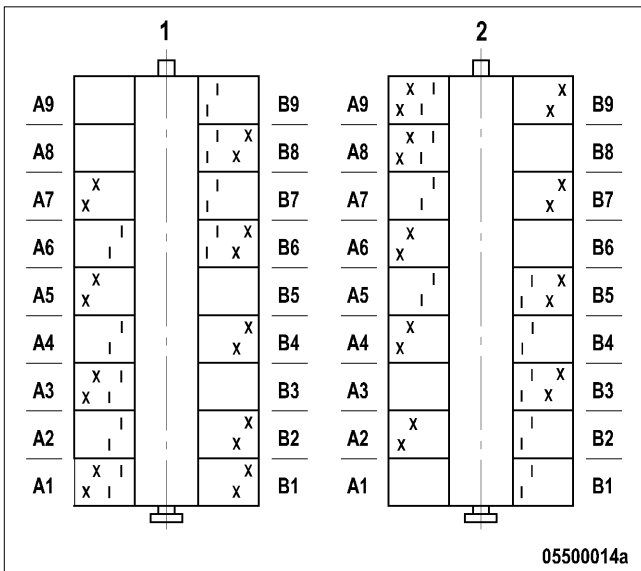 1 2
A9 I I B9 A9 X I X I X X B9
A8 I X I X B8 A8 X I X I B8
A7 X X I I B7 A7 I I X X B7
A6 I I I X I X B6 A6 X X B6
A5 X X B5 A5 I I I X I X B5
A4 I I X X B4 A4 X X I I B4
A3 X I X I B3 A3 I X I X B3
A2 I I X X B2 A2 X X I I B2
A1 X I X I X X B1 A1 I I B1
05500014a